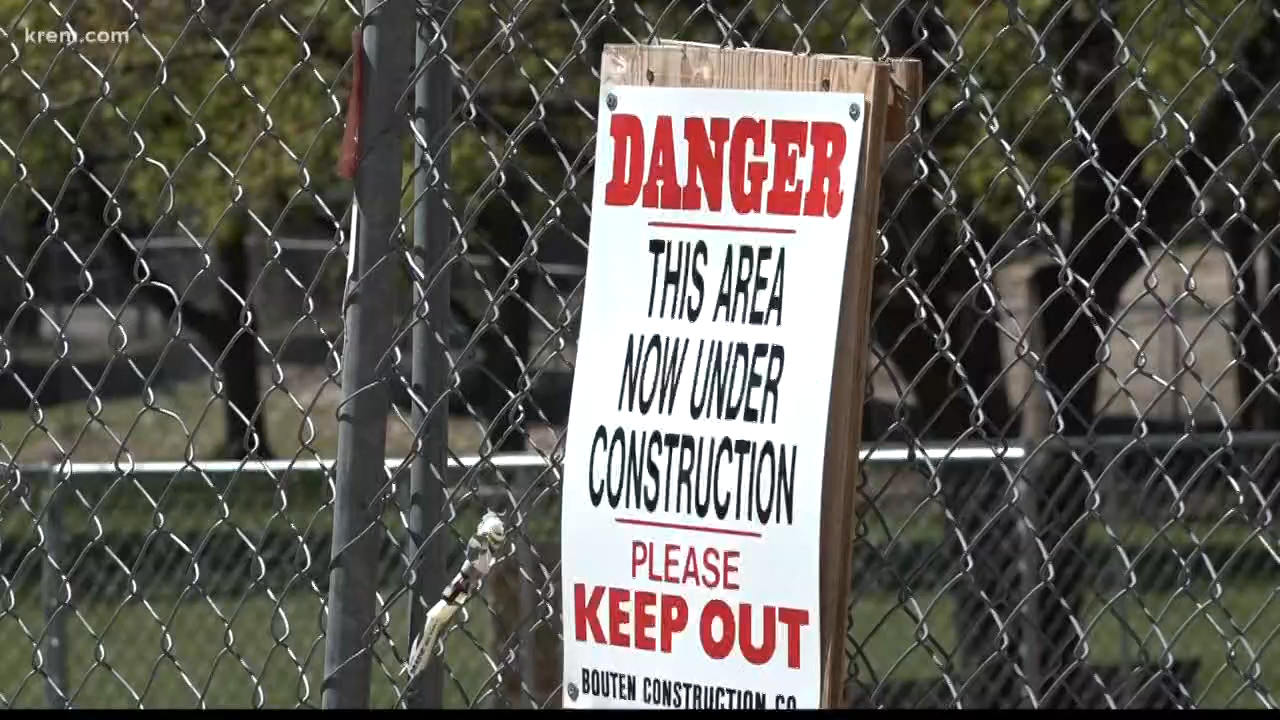 krem.com
DANGER
THIS AREA
NOW UNDER
CONSTRUCTION
PLEASE
KEEP OUT
BOUTEN CONSTRUCTION CO